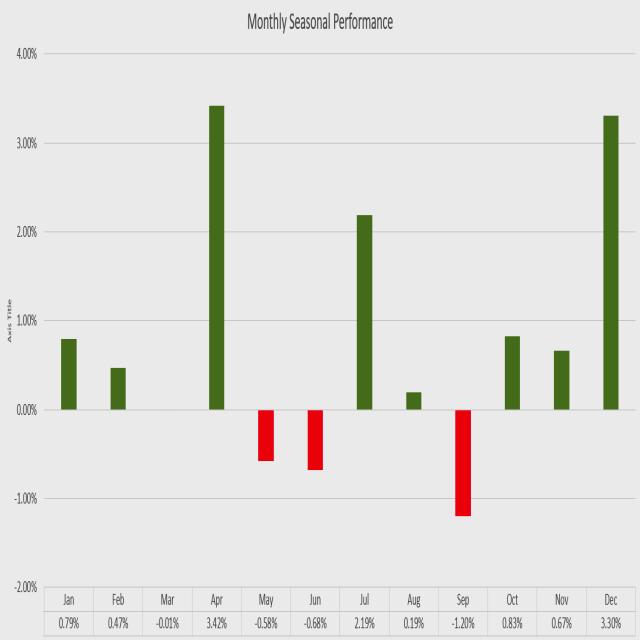 Monthly Seasonal Performance
4.00%
3.00%
2.00%
1.00%
Axis Title
0.00%
-1.00%
-2.00%
Jan Feb Mar Apr May Jun Jul Aug Sep Oct Nov Dec
0.79% 0.47% -0.01% 3.42% -0.58% -0.68% 2.19% 0.19% -1.20% 0.83% 0.67% 3.30%